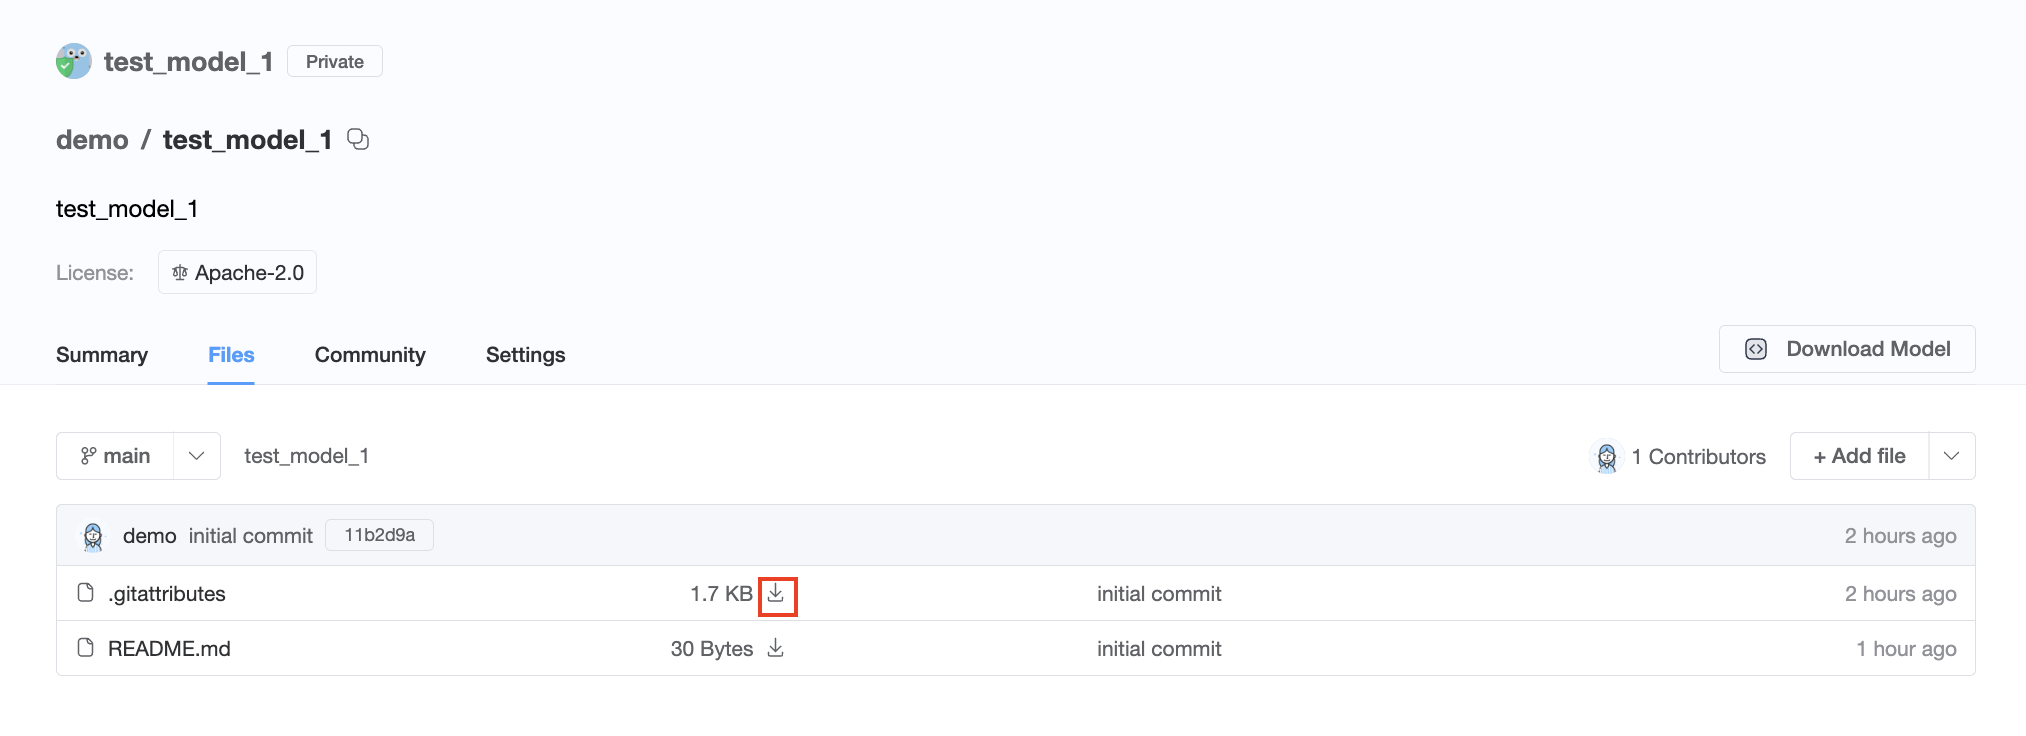 test_model_1 Private
demo / test_model_1
test_model_1
License: Apache-2.0
Summary Files Community Settings Download Model
main test_model_1 1 Contributors + Add file
demo initial commit 11b2d9a 2 hours ago
.gitattributes 1.7 KB initial commit 2 hours ago
README.md 30 Bytes initial commit 1 hour ago